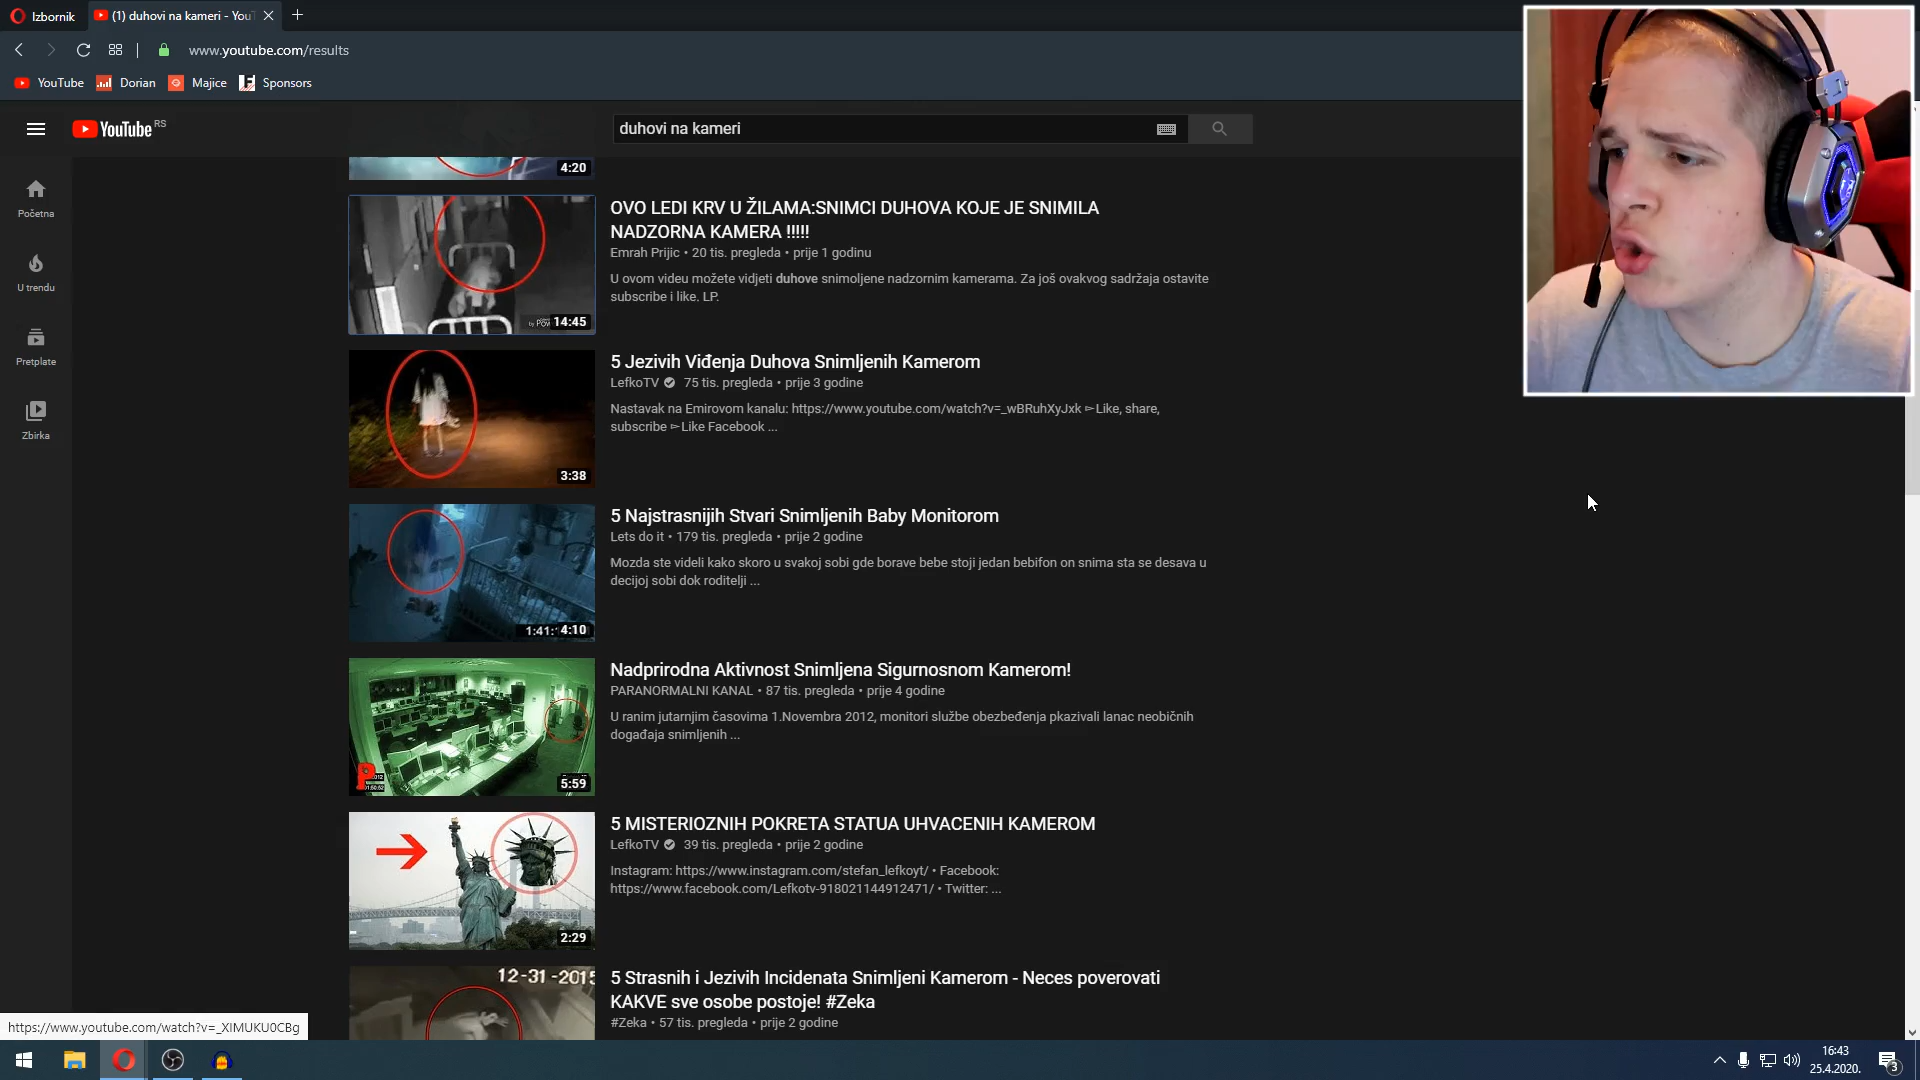 Izbornik
(1) duhovi na kameri - You
www.youtube.com/results
YouTube
Dorian
Majice
Sponsors
YouTube RS
duhovi na kameri
Početna
U trendu
Pretplate
Zbirka
4:20
14:45
OVO LEDI KRV U ŽILAMA:SNIMCI DUHOVA KOJE JE SNIMILA
NADZORNA KAMERA !!!!!
Emrah Prijic • 20 tis. pregleda • prije 1 godinu
U ovom videu možete vidjeti duhove snimoljene nadzornim kamerama. Za još ovakvog sadržaja ostavite
subscribe i like. LP.
3:38
5 Jezivih Viđenja Duhova Snimljenih Kamerom
LefkoTV 75 tis. pregleda • prije 3 godine
Nastavak na Emirovom kanalu: https://www.youtube.com/watch?v=_wBRuhXyJxk ►Like, share,
subscribe ►Like Facebook ...
1:41: 4:10
5 Najstrasnijih Stvari Snimljenih Baby Monitorom
Lets do it • 179 tis. pregleda • prije 2 godine
Mozda ste videli kako skoro u svakoj sobi gde borave bebe stoji jedan bebifon on snima sta se desava u
decijoj sobi dok roditelji ...
P
5:59
Nadprirodna Aktivnost Snimljena Sigurnosnom Kamerom!
PARANORMALNI KANAL • 87 tis. pregleda • prije 4 godine
U ranim jutarnjim časovima 1.Novembra 2012, monitori službe obezbeđenja pkazivali lanac neobičnih
događaja snimljenih ...
2:29
5 MISTERIOZNIH POKRETA STATUA UHVACENIH KAMEROM
LefkoTV 39 tis. pregleda • prije 2 godine
Instagram: https://www.instagram.com/stefan_lefkoyt/ • Facebook:
https://www.facebook.com/Lefkotv-918021144912471/ • Twitter: ...
12-31-2015
5 Strasnih i Jezivih Incidenata Snimljeni Kamerom - Neces poverovati
KAKVE sve osobe postoje! #Zeka
#Zeka • 57 tis. pregleda • prije 2 godine
https://www.youtube.com/watch?v=_XIMUKU0CBg
16:43
25.4.2020.
3